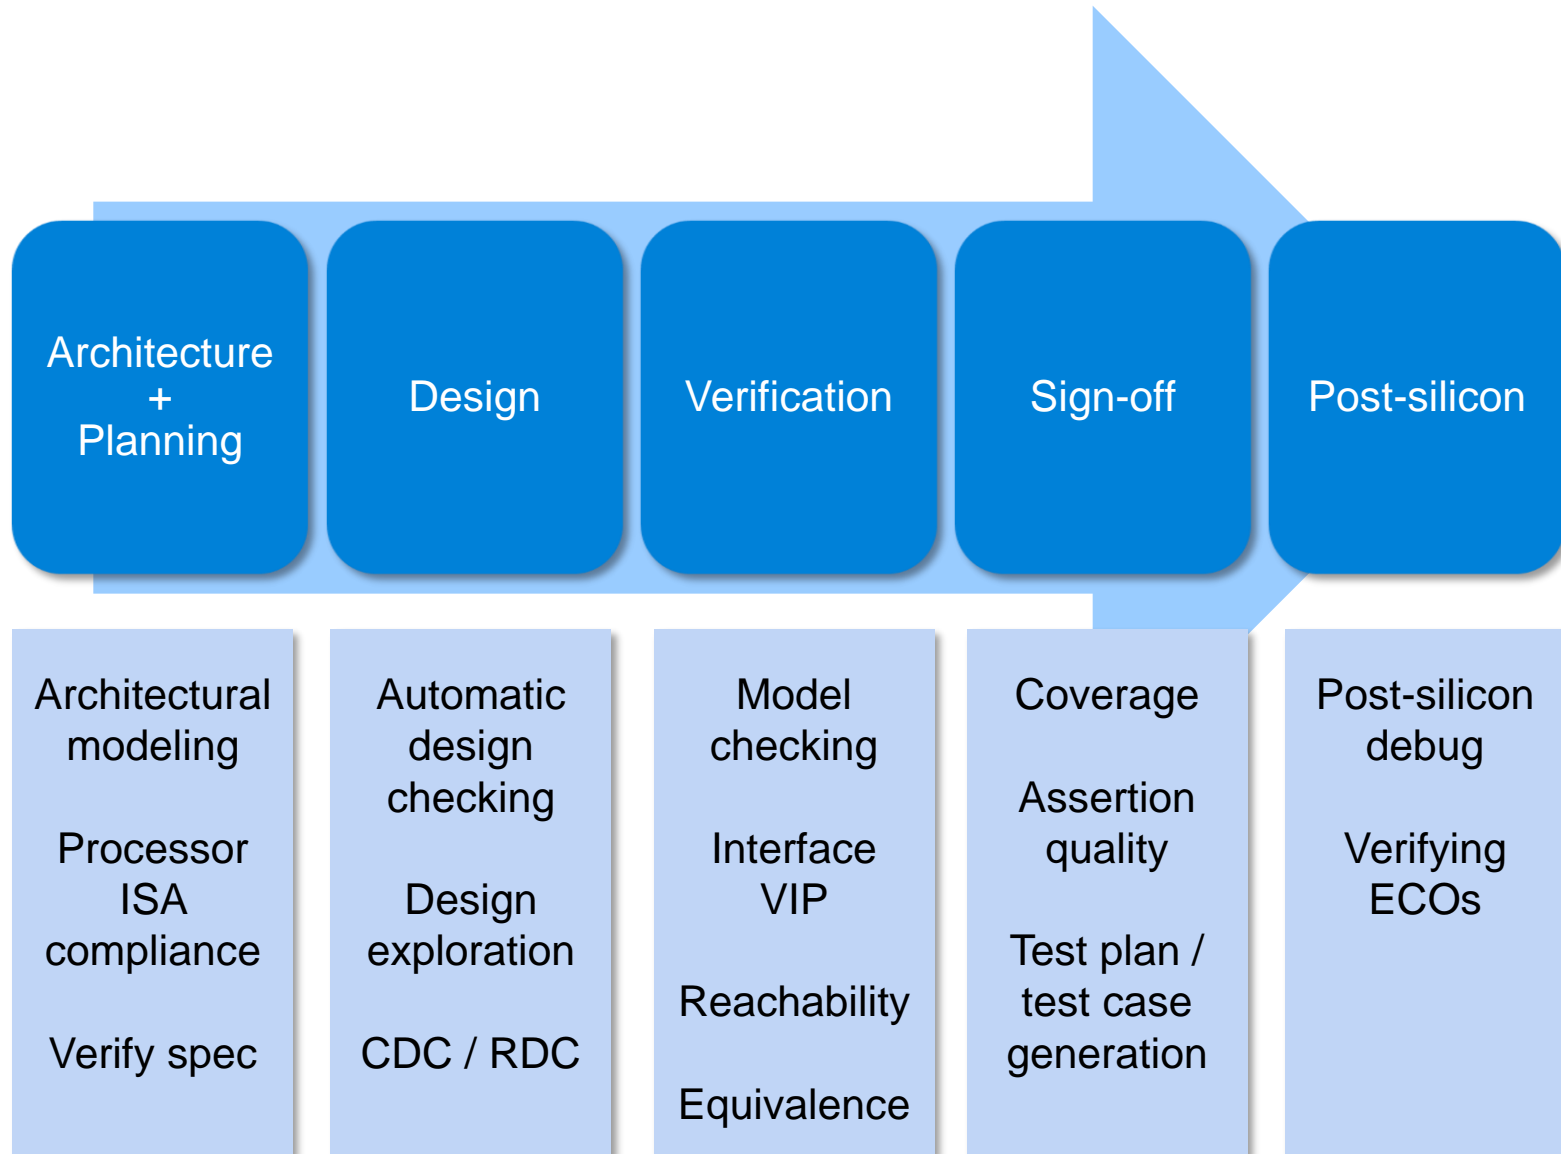 Architecture
+
Planning
Design
Verification
Sign-off
Post-silicon
Architectural
modeling
Processor
ISA
compliance
Verify spec
Automatic
design
checking
Design
exploration
CDC / RDC
Model
checking
Interface
VIP
Reachability
Equivalence
Coverage
Assertion
quality
Test plan /
test case
generation
Post-silicon
debug
Verifying
ECOs